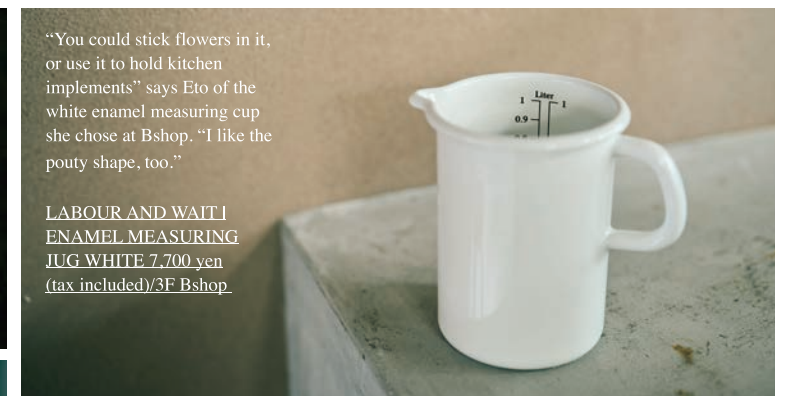 “You could stick flowers in it,
or use it to hold kitchen
implements” says Eto of the
white enamel measuring cup
she chose at Bshop. “I like the
pouty shape, too.”
LABOUR AND WAIT |
ENAMEL MEASURING
JUG WHITE 7,700 yen
(tax included)/3F Bshop
Liter
1 1
0.9